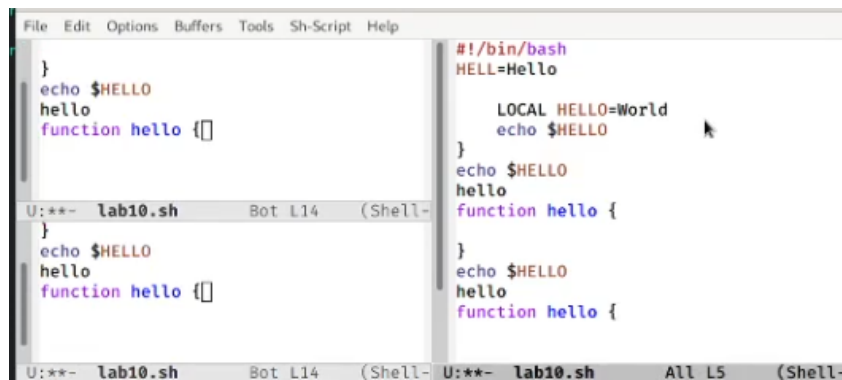 File Edit Options Buffers Tools Sh-Script Help
}
echo $HELLO
hello
function hello {
U:**- lab10.sh Bot L14 (Shell-
}
echo $HELLO
hello
function hello {
U:**- lab10.sh Bot L14 (Shell-
#!/bin/bash
HELL=Hello
LOCAL HELLO=World
echo $HELLO
}
echo $HELLO
hello
function hello {
}
echo $HELLO
hello
function hello {
U:**- lab10.sh All L5 (Shell-